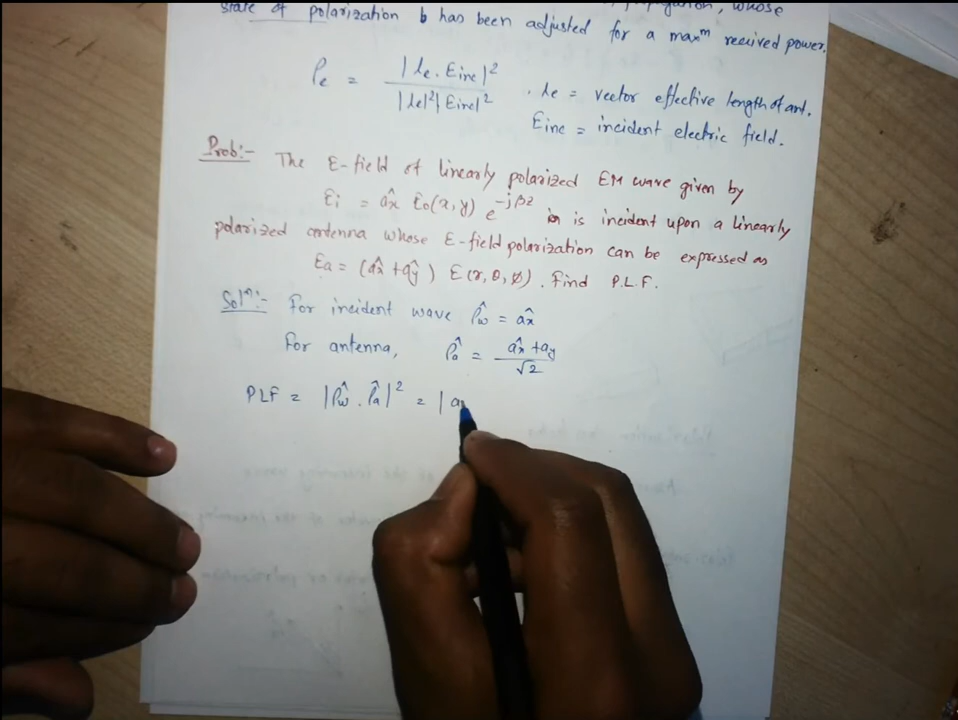 state of polarization b has been adjusted for a maxᵐ received power.
ρₑ = |le . Einc|² / |le|²|Einc|² . le = vector effective length of ant.
Einc = incident electric field.
Prob:- The E-field of linearly polarized EM wave given by
Ei = âx E₀(x,y) e^(-jβz) is incident upon a linearly
polarized antenna whose E-field polarization can be expressed as
Ea = (âx + ây) E(r, θ, φ). Find P.L.F.
Solⁿ:- For incident wave ρ̂w = âx
For antenna, ρ̂a = (âx + ay) / √2
PLF = |ρ̂w . ρ̂a|² = | a